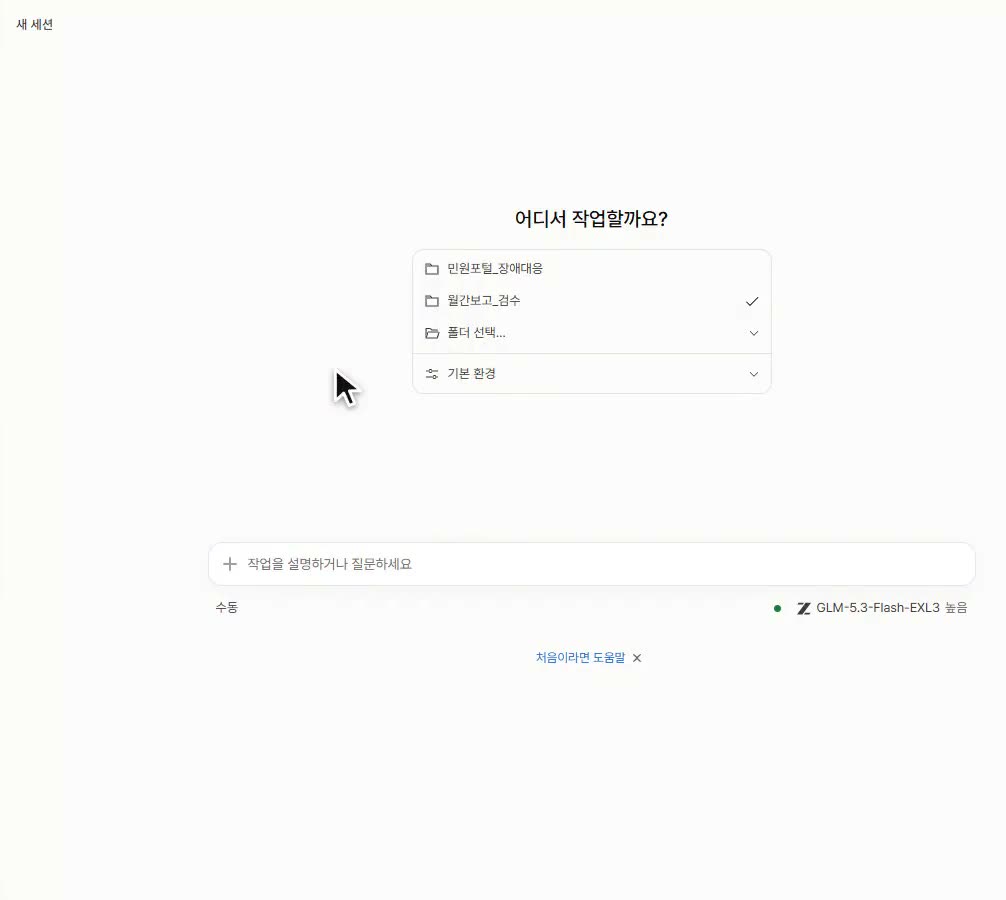 새 세션
어디서 작업할까요?
민원포털_장애대응
월간보고_검수
폴더 선택...
기본 환경
작업을 설명하거나 질문하세요
수동
GLM-5.3-Flash-EXL3 높음
처음이라면 도움말